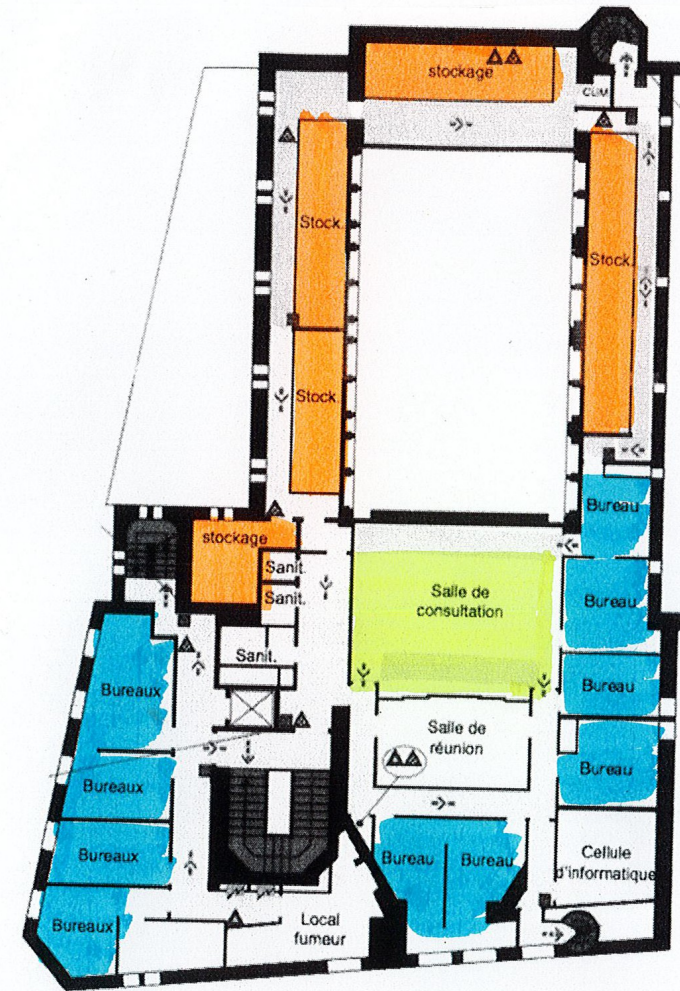 stockage
CLIM
Stock.
Stock.
Stock.
Bureau
stockage
Sanit.
Sanit.
Salle de
consultation
Bureau
Sanit.
Bureaux
Bureau
Salle de
réunion
Bureau
Bureaux
Bureaux
Bureau
Bureau
Cellule
d'informatique
Bureaux
Local
fumeur